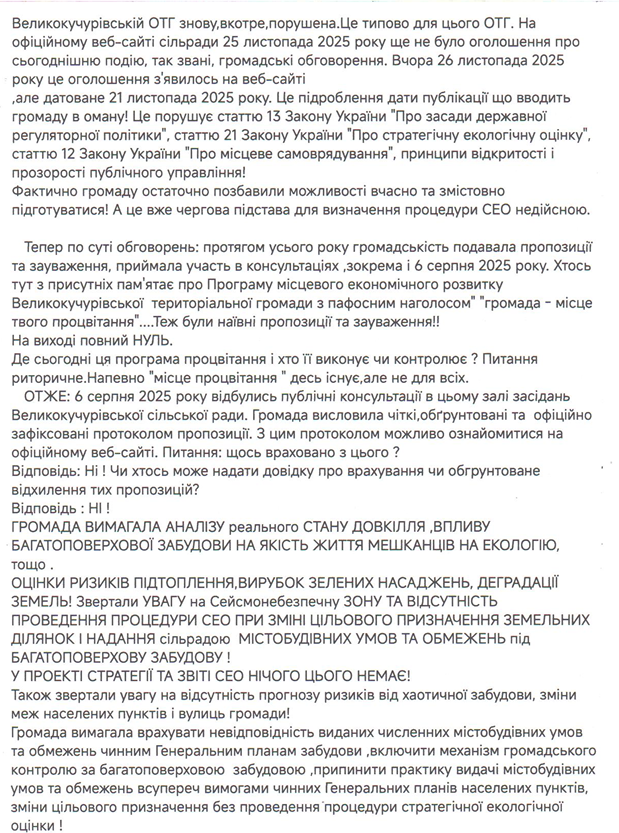 Великокучурівській ОТГ знову,вкотре,порушена.Це типово для цього ОТГ. На
офіційному веб-сайті сільради 25 листопада 2025 року ще не було оголошення про
сьогоднішню подію, так звані, громадські обговорення. Вчора 26 листопада 2025
року це оголошення з'явилось на веб-сайті
,але датоване 21 листопада 2025 року. Це підроблення дати публікації що вводить
громаду в оману! Це порушує статтю 13 Закону України "Про засади державної
регуляторної політики", статтю 21 Закону України "Про стратегічну екологічну оцінку",
статтю 12 Закону України "Про місцеве самоврядування", принципи відкритості і
прозорості публічного управління!
Фактично громаду остаточно позбавили можливості вчасно та змістовно
підготуватися! А це вже чергова підстава для визначення процедури СЕО недійсною.
Тепер по суті обговорень: протягом усього року громадськість подавала пропозиції
та зауваження, приймала участь в консультаціях ,зокрема і 6 серпня 2025 року. Хтось
тут з присутніх пам'ятає про Програму місцевого економічного розвитку
Великокучурівської територіальної громади з пафосним наголосом" "громада - місце
твого процвітання"....Теж були наївні пропозиції та зауваження!!
На виході повний НУЛЬ.
Де сьогодні ця програма процвітання і хто її виконує чи контролює ? Питання
риторичне.Напевно "місце процвітання " десь існує,але не для всіх.
ОТЖЕ: 6 серпня 2025 року відбулись публічні консультації в цьому залі засідань
Великокучурівської сільської ради. Громада висловила чіткі,обґрунтовані та офіційно
зафіксовані протоколом пропозиції. З цим протоколом можливо ознайомитися на
офіційному веб-сайті. Питання: щось враховано з цього ?
Відповідь: Ні ! Чи хтось може надати довідку про врахування чи обгрунтоване
відхилення тих пропозицій?
Відповідь : НІ !
ГРОМАДА ВИМАГАЛА АНАЛІЗУ реального СТАНУ ДОВКІЛЛЯ ,ВПЛИВУ
БАГАТОПОВЕРХОВОЇ ЗАБУДОВИ НА ЯКІСТЬ ЖИТТЯ МЕШКАНЦІВ НА ЕКОЛОГІЮ,
тощо .
ОЦІНКИ РИЗИКІВ ПІДТОПЛЕННЯ,ВИРУБОК ЗЕЛЕНИХ НАСАДЖЕНЬ, ДЕГРАДАЦІЇ
ЗЕМЕЛЬ! Звертали УВАГУ на Сейсмонебезпечну ЗОНУ ТА ВІДСУТНІСТЬ
ПРОВЕДЕННЯ ПРОЦЕДУРИ СЕО ПРИ ЗМІНІ ЦІЛЬОВОГО ПРИЗНАЧЕННЯ ЗЕМЕЛЬНИХ
ДІЛЯНОК І НАДАННЯ сільрадою МІСТОБУДІВНИХ УМОВ ТА ОБМЕЖЕНЬ під
БАГАТОПОВЕРХОВУ ЗАБУДОВУ !
У ПРОЕКТІ СТРАТЕГІЇ ТА ЗВІТІ СЕО НІЧОГО ЦЬОГО НЕМАЄ!
Також звертали увагу на відсутність прогнозу ризиків від хаотичної забудови, зміни
меж населених пунктів і вулиць громади!
Громада вимагала врахувати невідповідність виданих численних містобудівних умов
та обмежень чинним Генеральним планам забудови ,включити механізм громадського
контролю за багатоповерховою забудовою ,припинити практику видачі містобудівних
умов та обмежень всупереч вимогами чинних Генеральних планів населених пунктів,
зміни цільового призначення без проведення процедури стратегічної екологічної
оцінки !